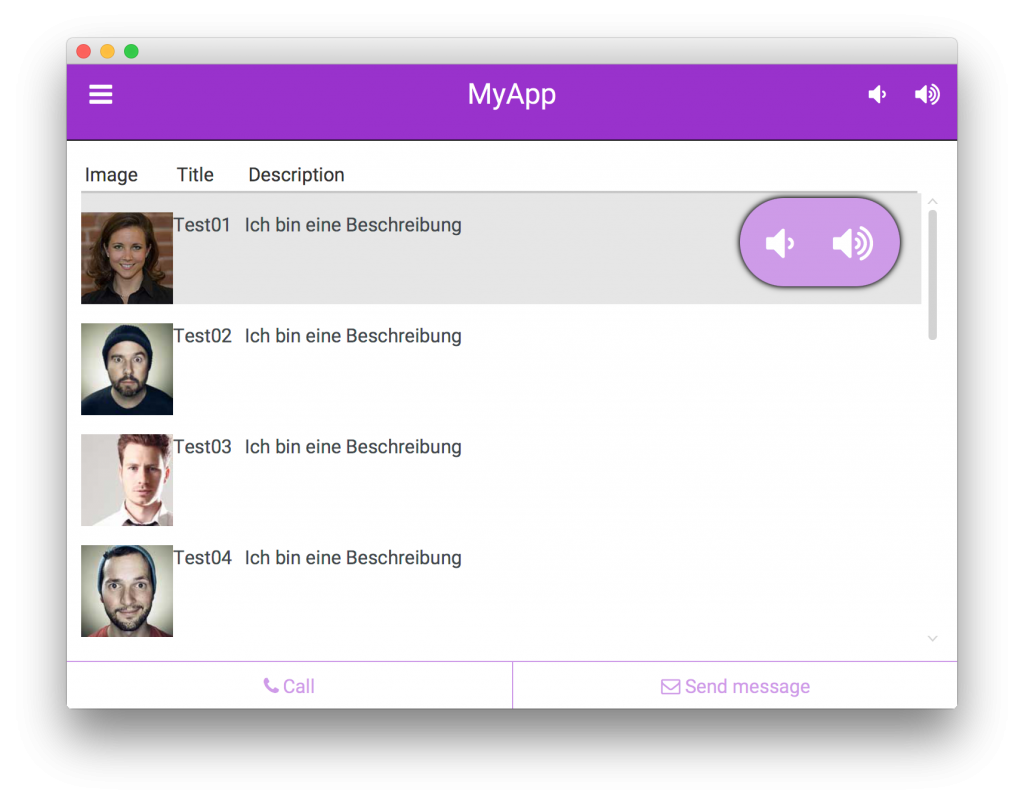 MyApp
Image Title Description
Test01 Ich bin eine Beschreibung
Test02 Ich bin eine Beschreibung
Test03 Ich bin eine Beschreibung
Test04 Ich bin eine Beschreibung
Call Send message